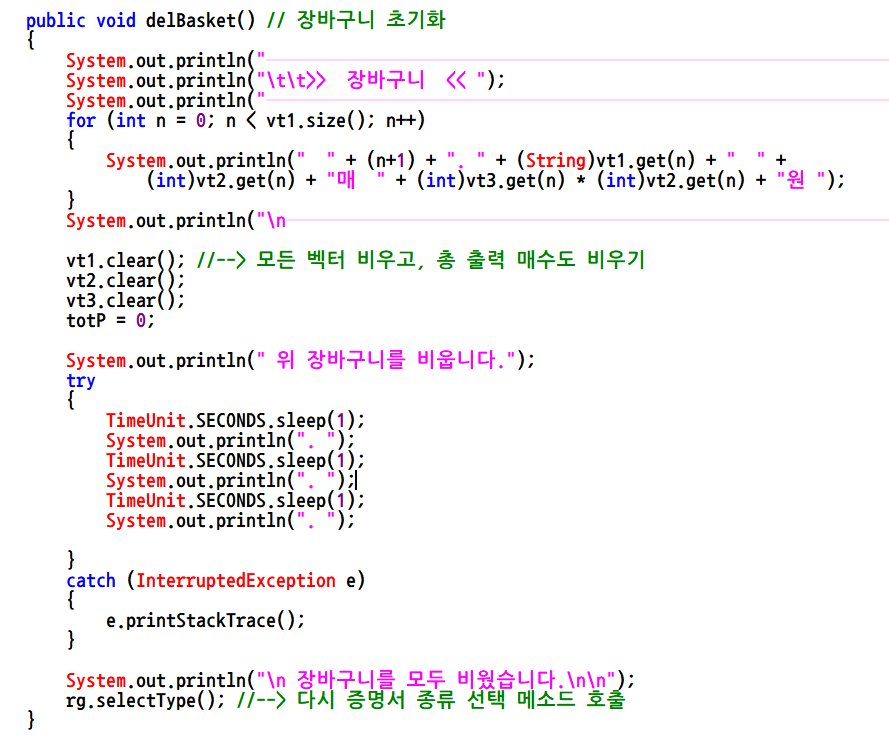 public void delBasket() // 장바구니 초기화
{
System.out.println("────────────────────────────────
System.out.println("\t\t>>  장바구니  << ");
System.out.println("────────────────────────────────
for (int n = 0; n < vt1.size(); n++)
{
System.out.println("  " + (n+1) + ". " + (String)vt1.get(n) + "  " +
(int)vt2.get(n) + "매  " + (int)vt3.get(n) * (int)vt2.get(n) + "원 ");
}
System.out.println("\n────────────────────────────────
vt1.clear(); //--> 모든 벡터 비우고, 총 출력 매수도 비우기
vt2.clear();
vt3.clear();
totP = 0;
System.out.println(" 위 장바구니를 비웁니다.");
try
{
TimeUnit.SECONDS.sleep(1);
System.out.println(". ");
TimeUnit.SECONDS.sleep(1);
System.out.println(". ");
TimeUnit.SECONDS.sleep(1);
System.out.println(". ");
}
catch (InterruptedException e)
{
e.printStackTrace();
}
System.out.println("\n 장바구니를 모두 비웠습니다.\n\n");
rg.selectType(); //--> 다시 증명서 종류 선택 메소드 호출
}